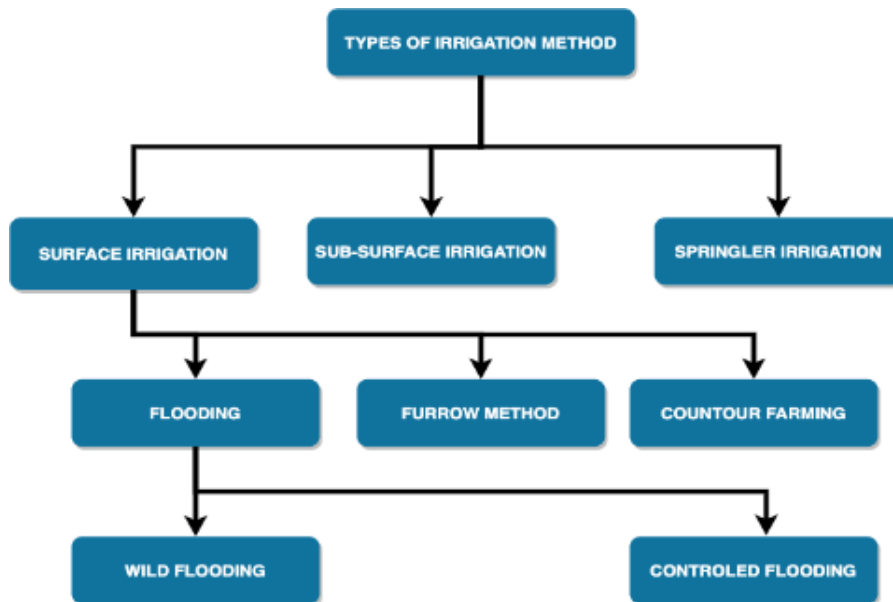 TYPES OF IRRIGATION METHOD
SURFACE IRRIGATION
SUB-SURFACE IRRIGATION
SPRINGLER IRRIGATION
FLOODING
FURROW METHOD
COUNTOUR FARMING
WILD FLOODING
CONTROLED FLOODING